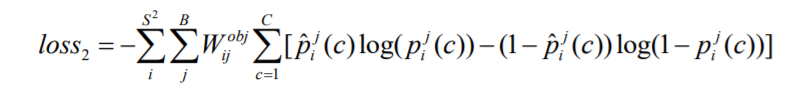 $loss_2 = -\sum_{i}^{S^2}\sum_{j}^{B} W_{ij}^{obj} \sum_{c=1}^{C} [\hat{p}_i^j(c)\log(p_i^j(c)) - (1-\hat{p}_i^j(c))\log(1-p_i^j(c))]$